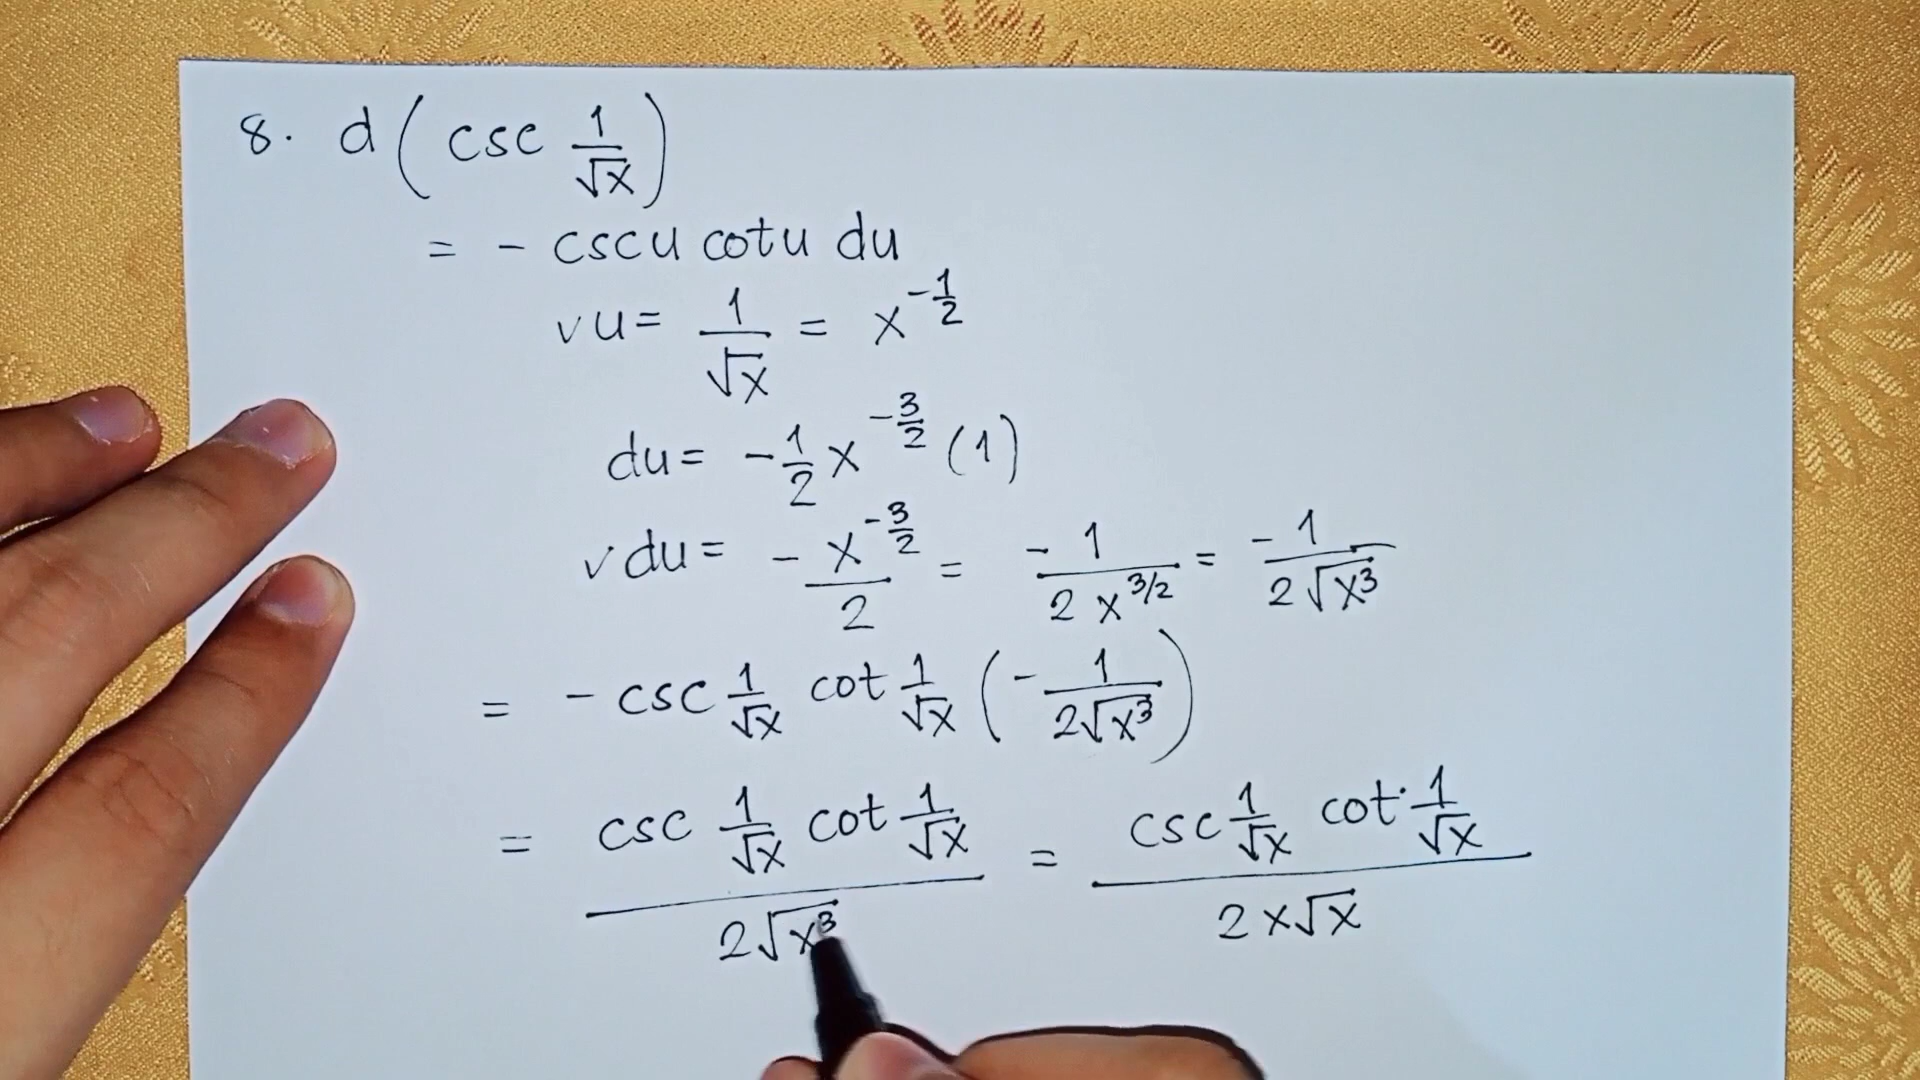 8. d(csc 1/√x)
= - csc u cot u du
✓ u = 1/√x = x^(-1/2)
du = -1/2 x^(-3/2) (1)
✓ du = -x^(-3/2)/2 = -1/(2 x^(3/2)) = -1/(2√x³)
= - csc 1/√x cot 1/√x (-1/(2√x³))
= (csc 1/√x cot 1/√x)/(2√x³) = (csc 1/√x cot 1/√x)/(2x√x)